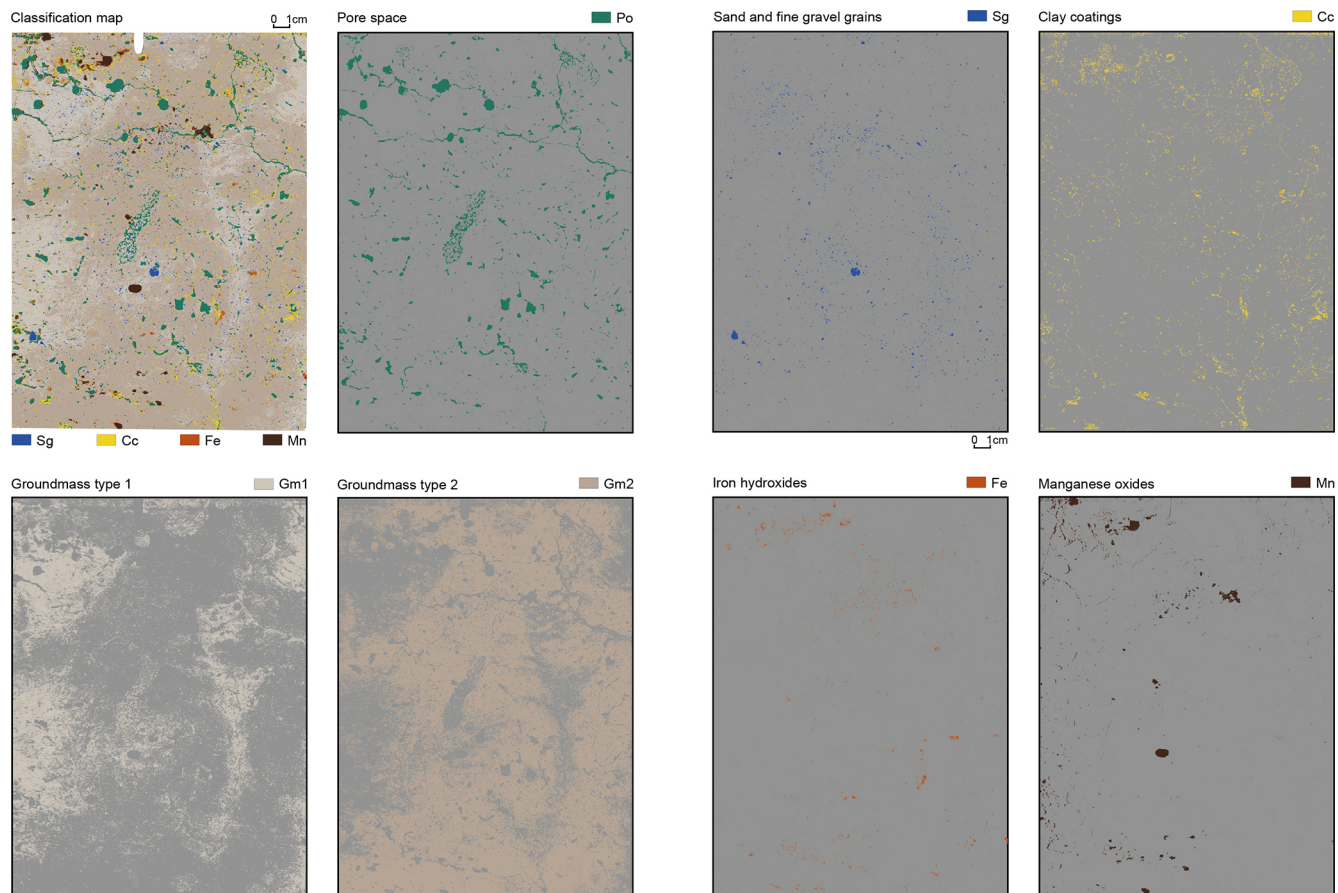 Classification map
0 1cm
Pore space
Po
Sand and fine gravel grains
Sg
Clay coatings
Cc
Sg
Cc
Fe
Mn
0 1cm
Groundmass type 1
Gm1
Groundmass type 2
Gm2
Iron hydroxides
Fe
Manganese oxides
Mn